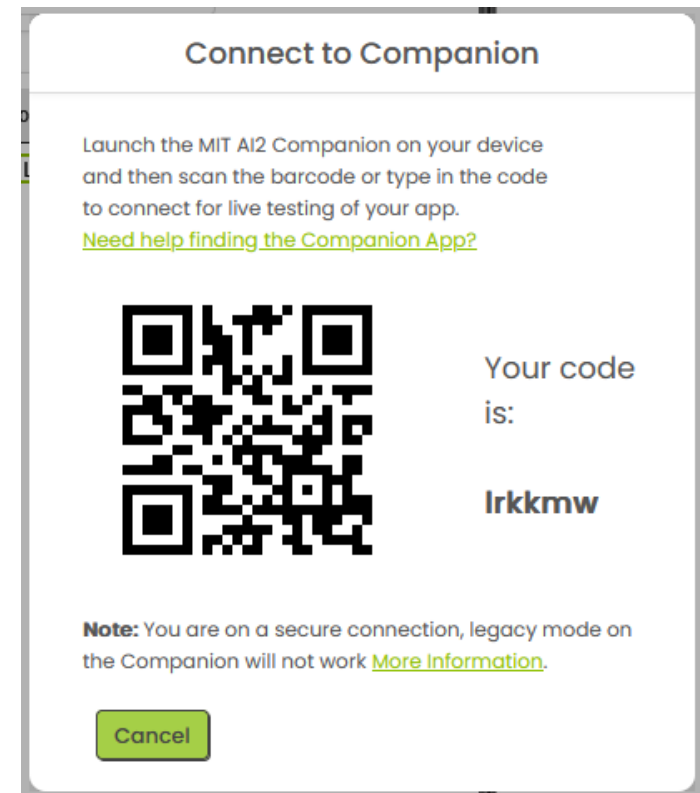 Connect to Companion
Launch the MIT AI2 Companion on your device
and then scan the barcode or type in the code
to connect for live testing of your app.
Need help finding the Companion App?
Your code
is:
lrkkmw
Note: You are on a secure connection, legacy mode on
the Companion will not work More Information.
Cancel